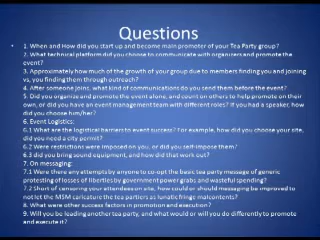 Questions
• 1. When and How did you start up and become main promoter of your Tea Party group?
2. What technical platform did you choose to communicate with organizers and promote the
event?
3. Approximately how much of the growth of your group due to members finding you and joining
vs, you finding them through outreach?
4. After someone joins, what kind of communications do you send them before the event?
5. Did you organize and promote the event alone, and count on others to help promote on their
own, or did you have an event management team with different roles? If you had a speaker, how
did you choose him/her?
6. Event Logistics:
6.1 What are the logistical barriers to event success? For example, how did you choose your site,
did you need a city permit?
6.2 Were restrictions were imposed on you, or did you self-impose them?
6.3 did you bring sound equipment, and how did that work out?
7. On messaging:
7.1 Were there any attempts by anyone to co-opt the basic tea party message of generic
protesting of losses of liberties by government grabs and wasteful spending?
7.2 Short of censoring your attendees on site, how could or should messaging be improved to
not let the MSM caricature the tea partiers as lunatic fringe malcontents?
8. What were other success factors in promotion and execution?
9. Will you be leading another tea party, and what would or will you do differently to promote
and execute it?